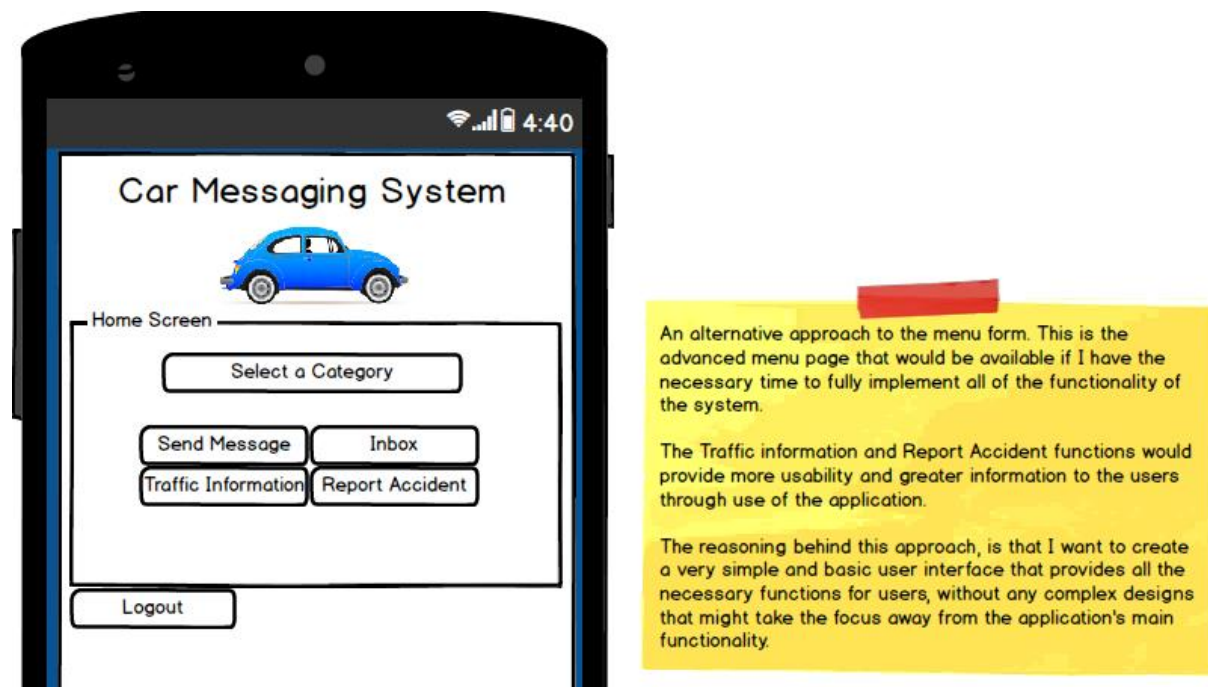 4:40
Car Messaging System
Home Screen
Select a Category
Send Message
Inbox
Traffic Information
Report Accident
Logout
An alternative approach to the menu form. This is the
advanced menu page that would be available if I have the
necessary time to fully implement all of the functionality of
the system.
The Traffic information and Report Accident functions would
provide more usability and greater information to the users
through use of the application.
The reasoning behind this approach, is that I want to create
a very simple and basic user interface that provides all the
necessary functions for users, without any complex designs
that might take the focus away from the application's main
functionality.